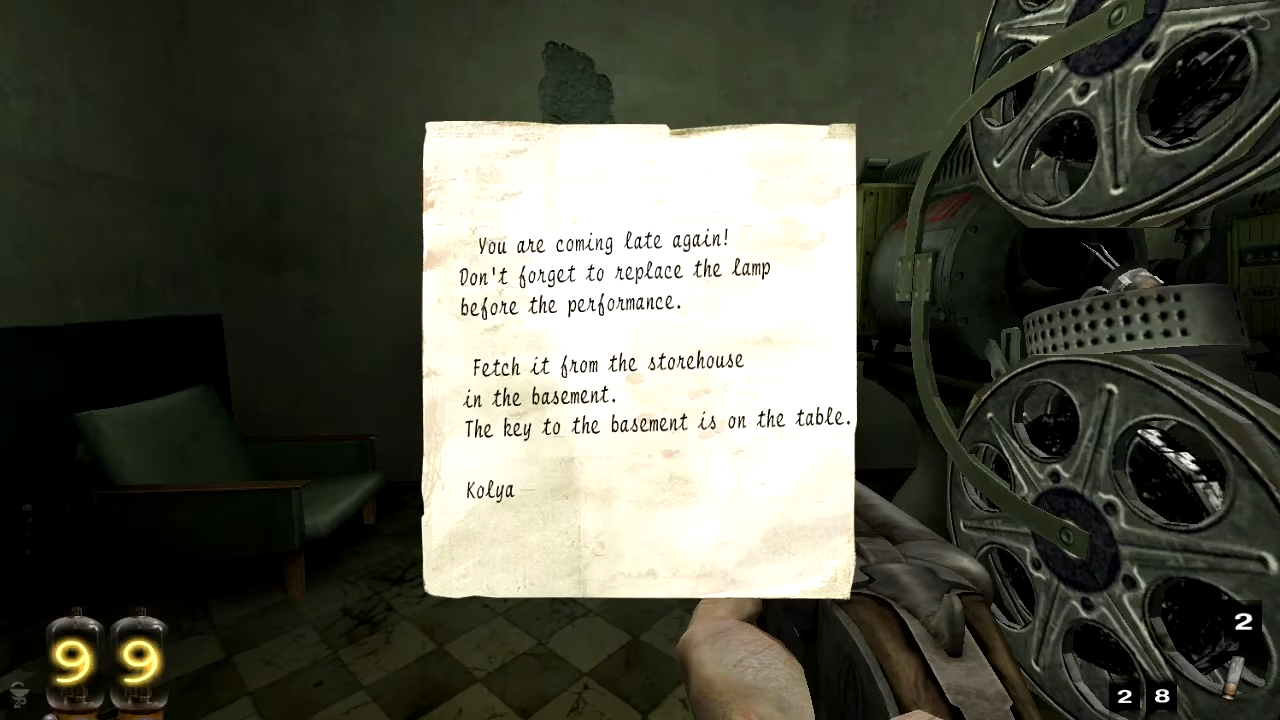 You are coming late again!
Don't forget to replace the lamp
before the performance.
Fetch it from the storehouse
in the basement.
The key to the basement is on the table.
Kolya
99
2
2 8